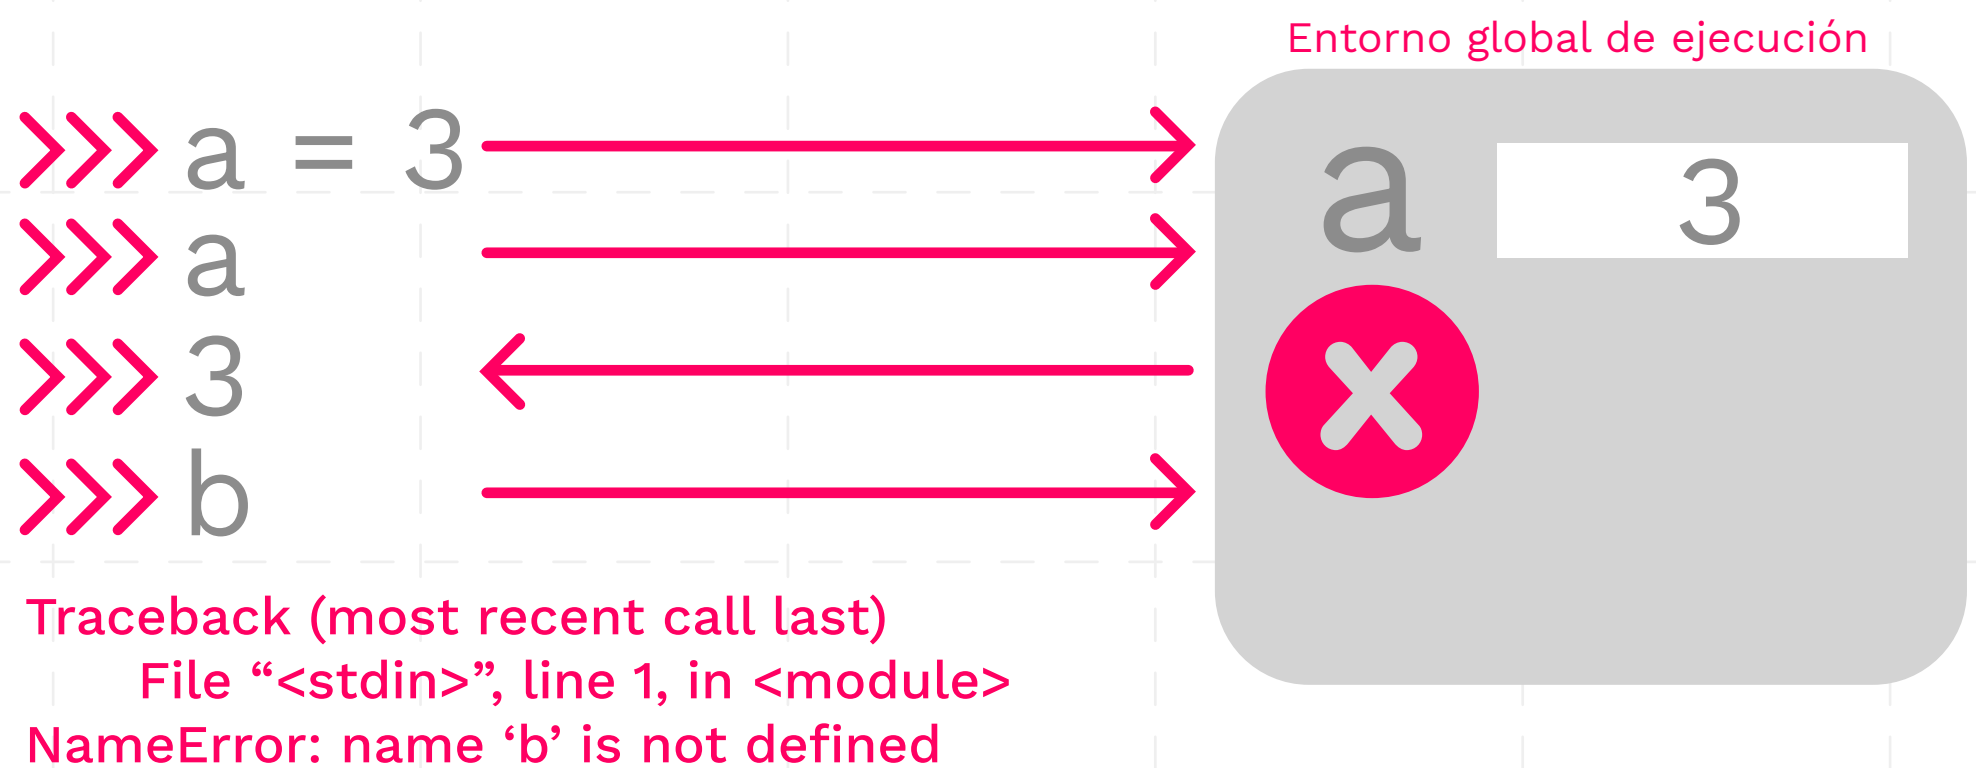 Entorno global de ejecución
>>> a = 3
a 3
>>> a
>>> 3
>>> b
Traceback (most recent call last)
File “<stdin>”, line 1, in <module>
NameError: name ‘b’ is not defined